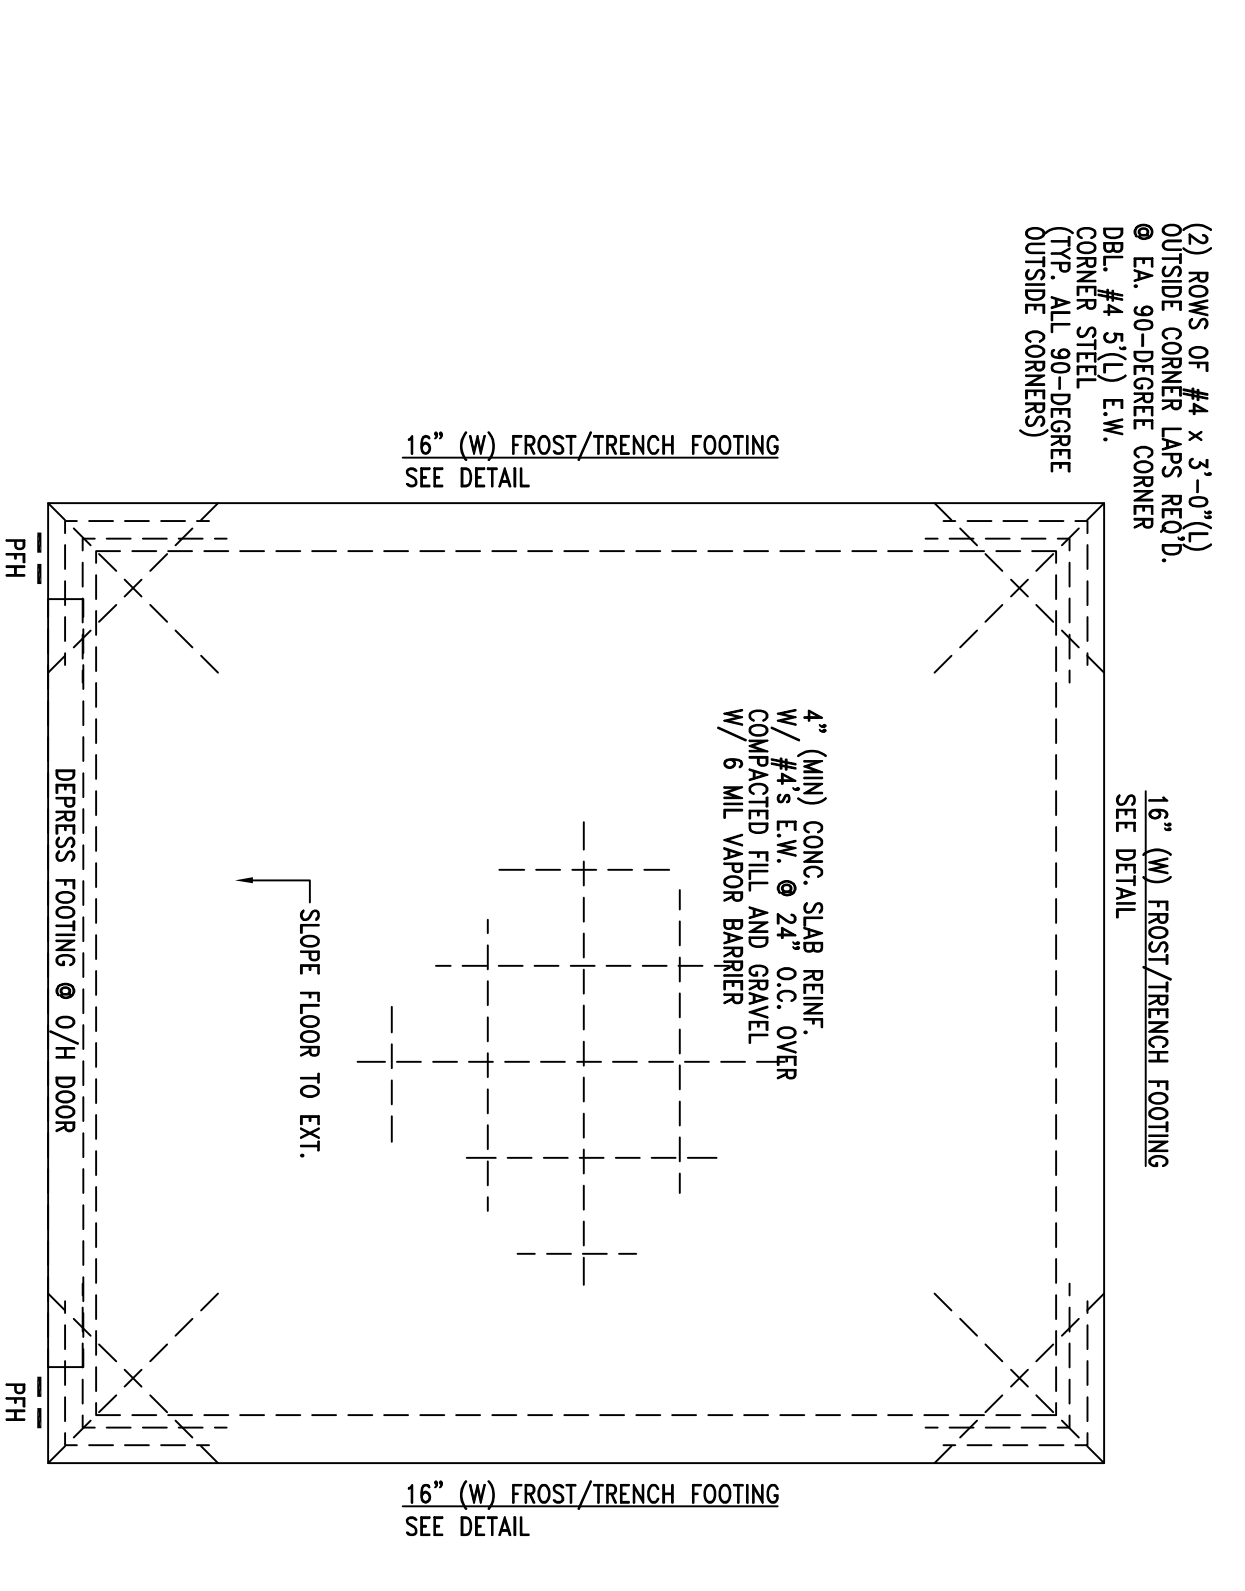 (2) ROWS OF #4 x 3'-0"(L)
OUTSIDE CORNER LAPS REQ'D.
@ EA. 90-DEGREE CORNER
DBL. #4 5'(L) E.W.
CORNER STEEL
(TYP. ALL 90-DEGREE
OUTSIDE CORNERS)
16" (W) FROST/TRENCH FOOTING
SEE DETAIL
16" (W) FROST/TRENCH FOOTING
SEE DETAIL
4" (MIN) CONC. SLAB REINF.
W/ #4's E.W. @ 24" O.C. OVER
COMPACTED FILL AND GRAVEL
W/ 6 MIL VAPOR BARRIER
SLOPE FLOOR TO EXT.
DEPRESS FOOTING @ O/H DOOR
PFH
PFH
16" (W) FROST/TRENCH FOOTING
SEE DETAIL